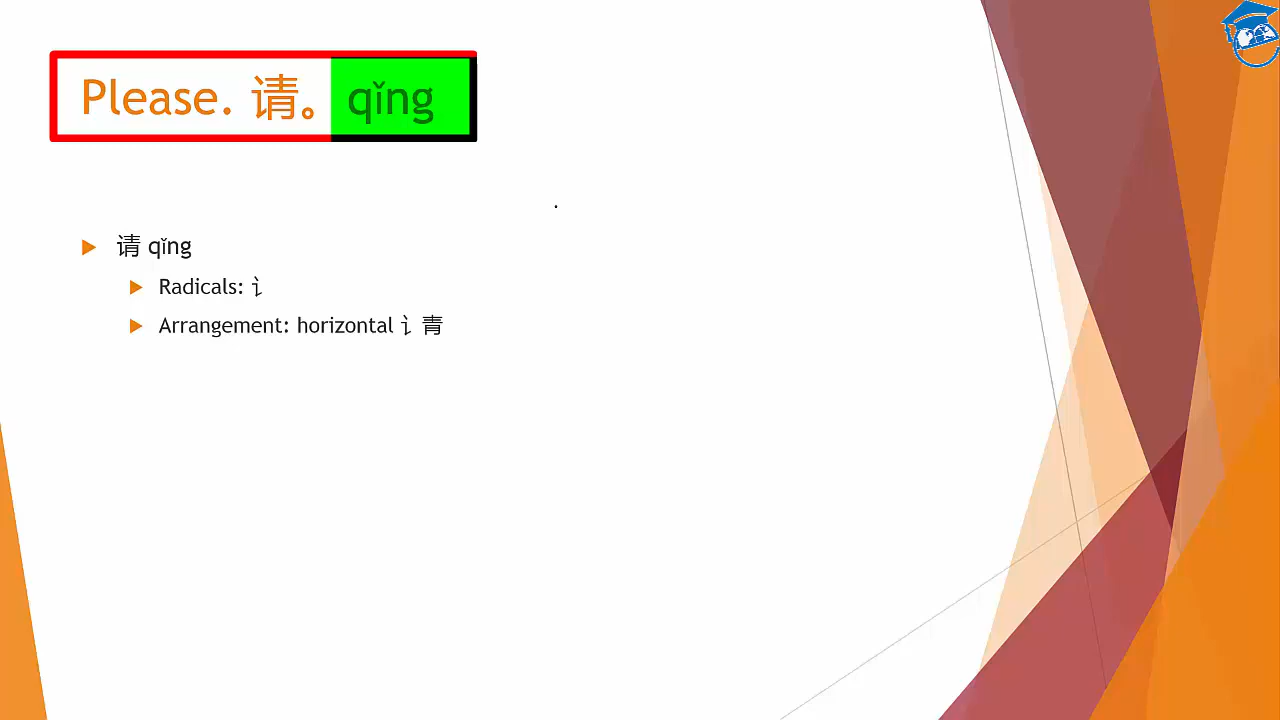 Please. 请。 qǐng
请 qǐng
Radicals: 讠
Arrangement: horizontal 讠青